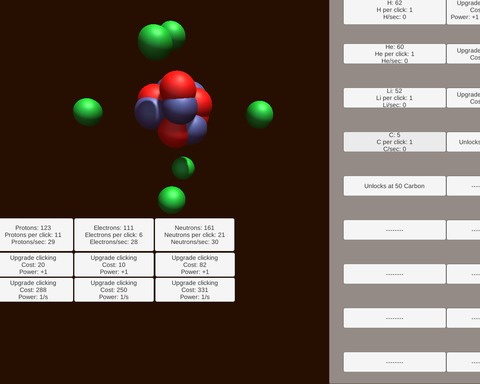 Protons: 123
Protons per click: 11
Protons/sec: 29
Electrons: 111
Electrons per click: 6
Electrons/sec: 28
Neutrons: 161
Neutrons per click: 21
Neutrons/sec: 30
Upgrade clicking
Cost: 20
Power: +1
Upgrade clicking
Cost: 10
Power: +1
Upgrade clicking
Cost: 82
Power: +1
Upgrade clicking
Cost: 288
Power: 1/s
Upgrade clicking
Cost: 250
Power: 1/s
Upgrade clicking
Cost: 331
Power: 1/s
H: 62
H per click: 1
H/sec: 0
Upgrade
Cos
Power: +1
He: 60
He per click: 1
He/sec: 0
Upgrade
Cos
Li: 52
Li per click: 1
Li/sec: 0
Upgrade
Cos
C: 5
C per click: 1
C/sec: 0
Unlocks
Unlocks at 50 Carbon
----
--------
----
--------
----
--------
----
--------
----